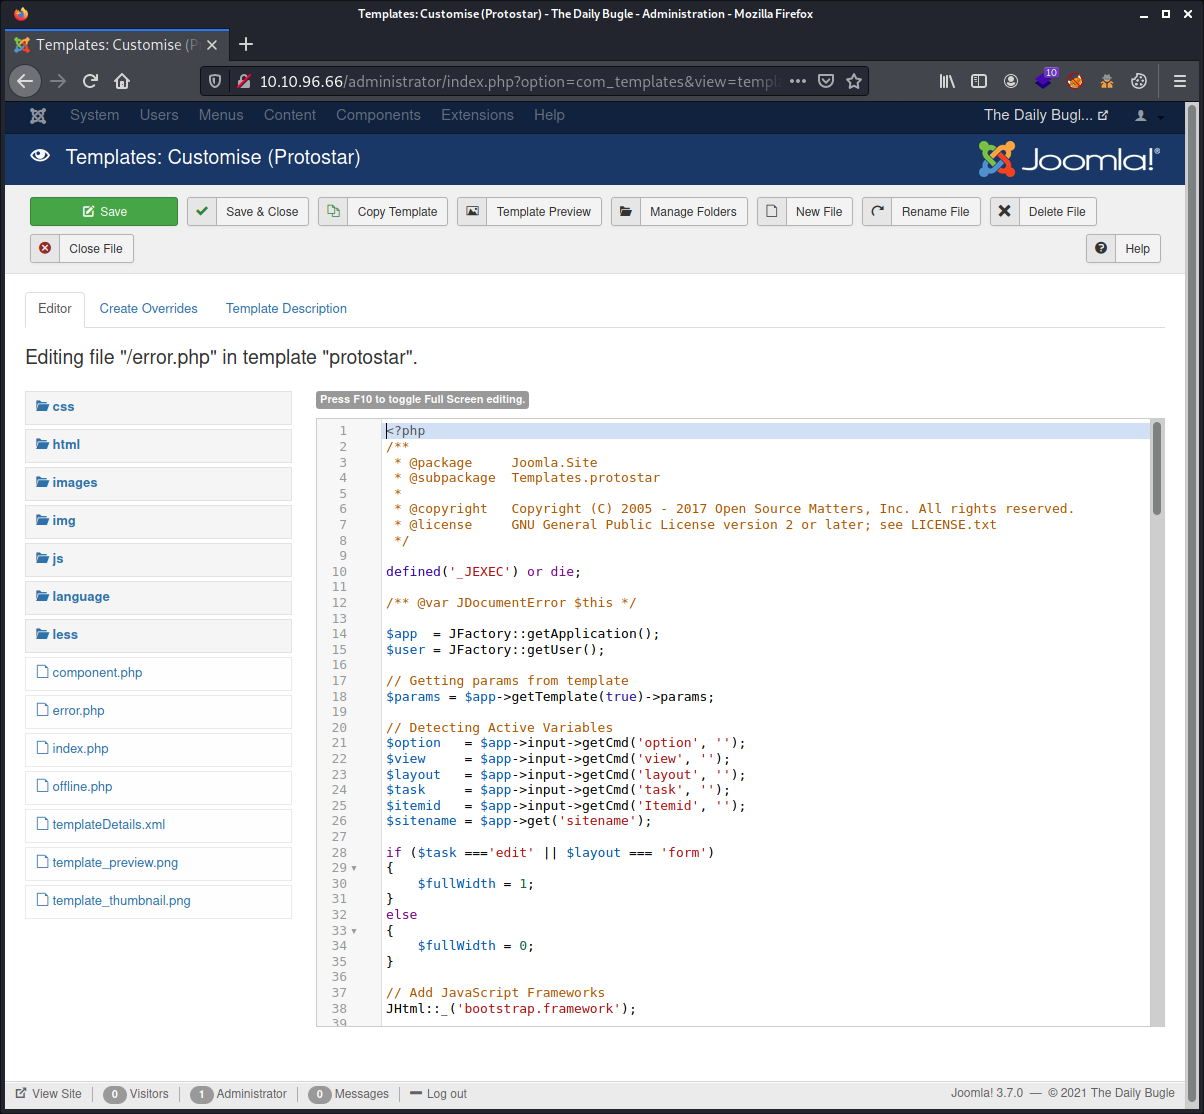 Templates: Customise (Protostar) - The Daily Bugle - Administration - Mozilla Firefox
Templates: Customise (P
10.10.96.66/administrator/index.php?option=com_templates&view=templ
10
System Users Menus Content Components Extensions Help The Daily Bugl...
Templates: Customise (Protostar) Joomla!®
Save Save & Close Copy Template Template Preview Manage Folders New File Rename File Delete File
Close File Help
Editor Create Overrides Template Description
Editing file "/error.php" in template "protostar".
css
html
images
img
js
language
less
component.php
error.php
index.php
offline.php
templateDetails.xml
template_preview.png
template_thumbnail.png
Press F10 to toggle Full Screen editing.
1 <?php
2 /**
3  * @package     Joomla.Site
4  * @subpackage  Templates.protostar
5  *
6  * @copyright   Copyright (C) 2005 - 2017 Open Source Matters, Inc. All rights reserved.
7  * @license     GNU General Public License version 2 or later; see LICENSE.txt
8  */
9
10 defined('_JEXEC') or die;
11
12 /** @var JDocumentError $this */
13
14 $app  = JFactory::getApplication();
15 $user = JFactory::getUser();
16
17 // Getting params from template
18 $params = $app->getTemplate(true)->params;
19
20 // Detecting Active Variables
21 $option   = $app->input->getCmd('option', '');
22 $view     = $app->input->getCmd('view', '');
23 $layout   = $app->input->getCmd('layout', '');
24 $task     = $app->input->getCmd('task', '');
25 $itemid   = $app->input->getCmd('Itemid', '');
26 $sitename = $app->get('sitename');
27
28 if ($task ==='edit' || $layout === 'form')
29 {
30     $fullWidth = 1;
31 }
32 else
33 {
34     $fullWidth = 0;
35 }
36
37 // Add JavaScript Frameworks
38 JHtml::_('bootstrap.framework');
39
View Site 0 Visitors 1 Administrator 0 Messages Log out Joomla! 3.7.0 — © 2021 The Daily Bugle